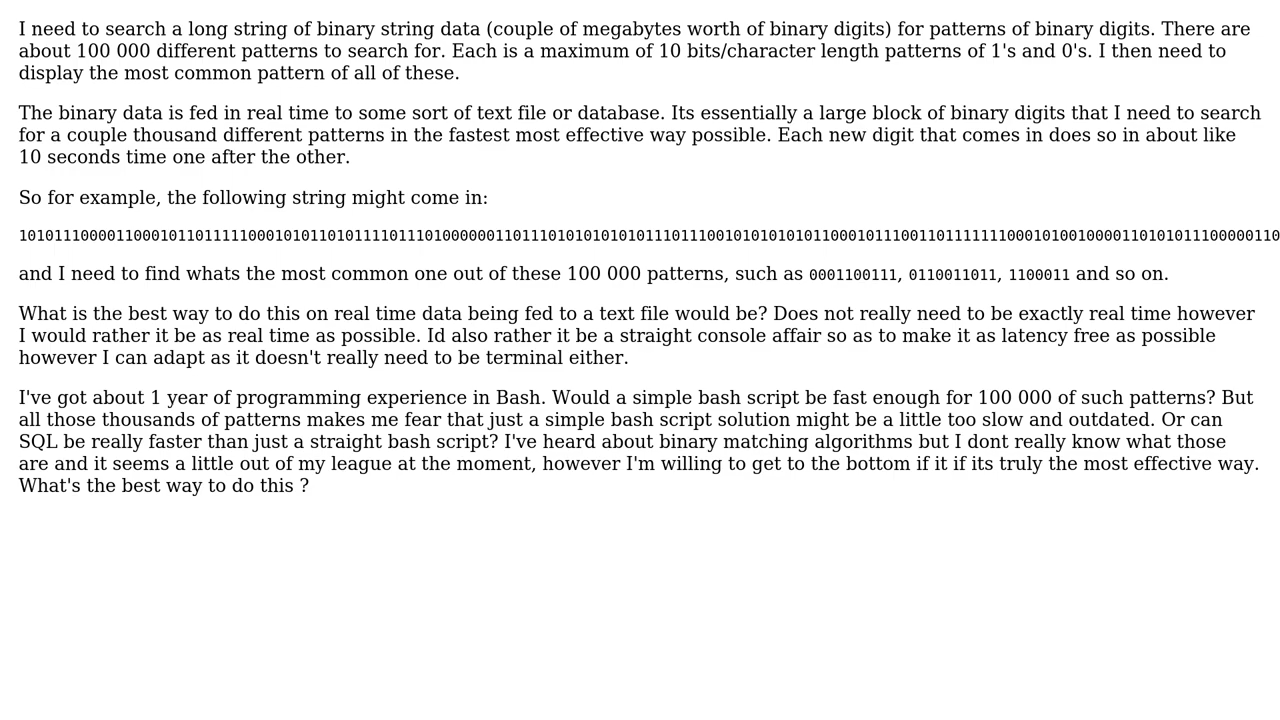 I need to search a long string of binary string data (couple of megabytes worth of binary digits) for patterns of binary digits. There are
about 100 000 different patterns to search for. Each is a maximum of 10 bits/character length patterns of 1's and 0's. I then need to
display the most common pattern of all of these.
The binary data is fed in real time to some sort of text file or database. Its essentially a large block of binary digits that I need to search
for a couple thousand different patterns in the fastest most effective way possible. Each new digit that comes in does so in about like
10 seconds time one after the other.
So for example, the following string might come in:
1010111000011000101101111100010101101011110111010000001101110101010101011101110010101010101100010111001101111111100010100100001101010111000001​10
and I need to find whats the most common one out of these 100 000 patterns, such as 0001100111, 0110011011, 1100011 and so on.
What is the best way to do this on real time data being fed to a text file would be? Does not really need to be exactly real time however
I would rather it be as real time as possible. Id also rather it be a straight console affair so as to make it as latency free as possible
however I can adapt as it doesn't really need to be terminal either.
I've got about 1 year of programming experience in Bash. Would a simple bash script be fast enough for 100 000 of such patterns? But
all those thousands of patterns makes me fear that just a simple bash script solution might be a little too slow and outdated. Or can
SQL be really faster than just a straight bash script? I've heard about binary matching algorithms but I dont really know what those
are and it seems a little out of my league at the moment, however I'm willing to get to the bottom if it if its truly the most effective way.
What's the best way to do this ?